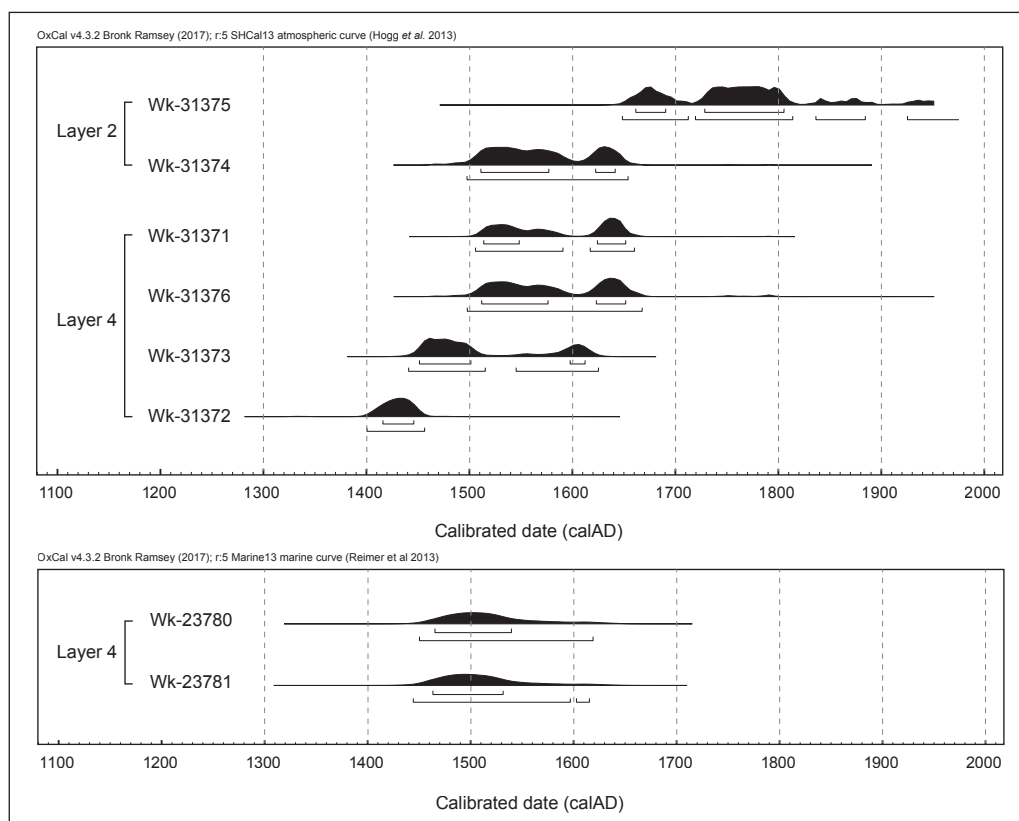 OxCal v4.3.2 Bronk Ramsey (2017); r:5 SHCal13 atmospheric curve (Hogg et al. 2013)
Layer 2
Wk-31375
Wk-31374
Layer 4
Wk-31371
Wk-31376
Wk-31373
Wk-31372
1100 1200 1300 1400 1500 1600 1700 1800 1900 2000
Calibrated date (calAD)
OxCal v4.3.2 Bronk Ramsey (2017); r:5 Marine13 marine curve (Reimer et al 2013)
Layer 4
Wk-23780
Wk-23781
1100 1200 1300 1400 1500 1600 1700 1800 1900 2000
Calibrated date (calAD)